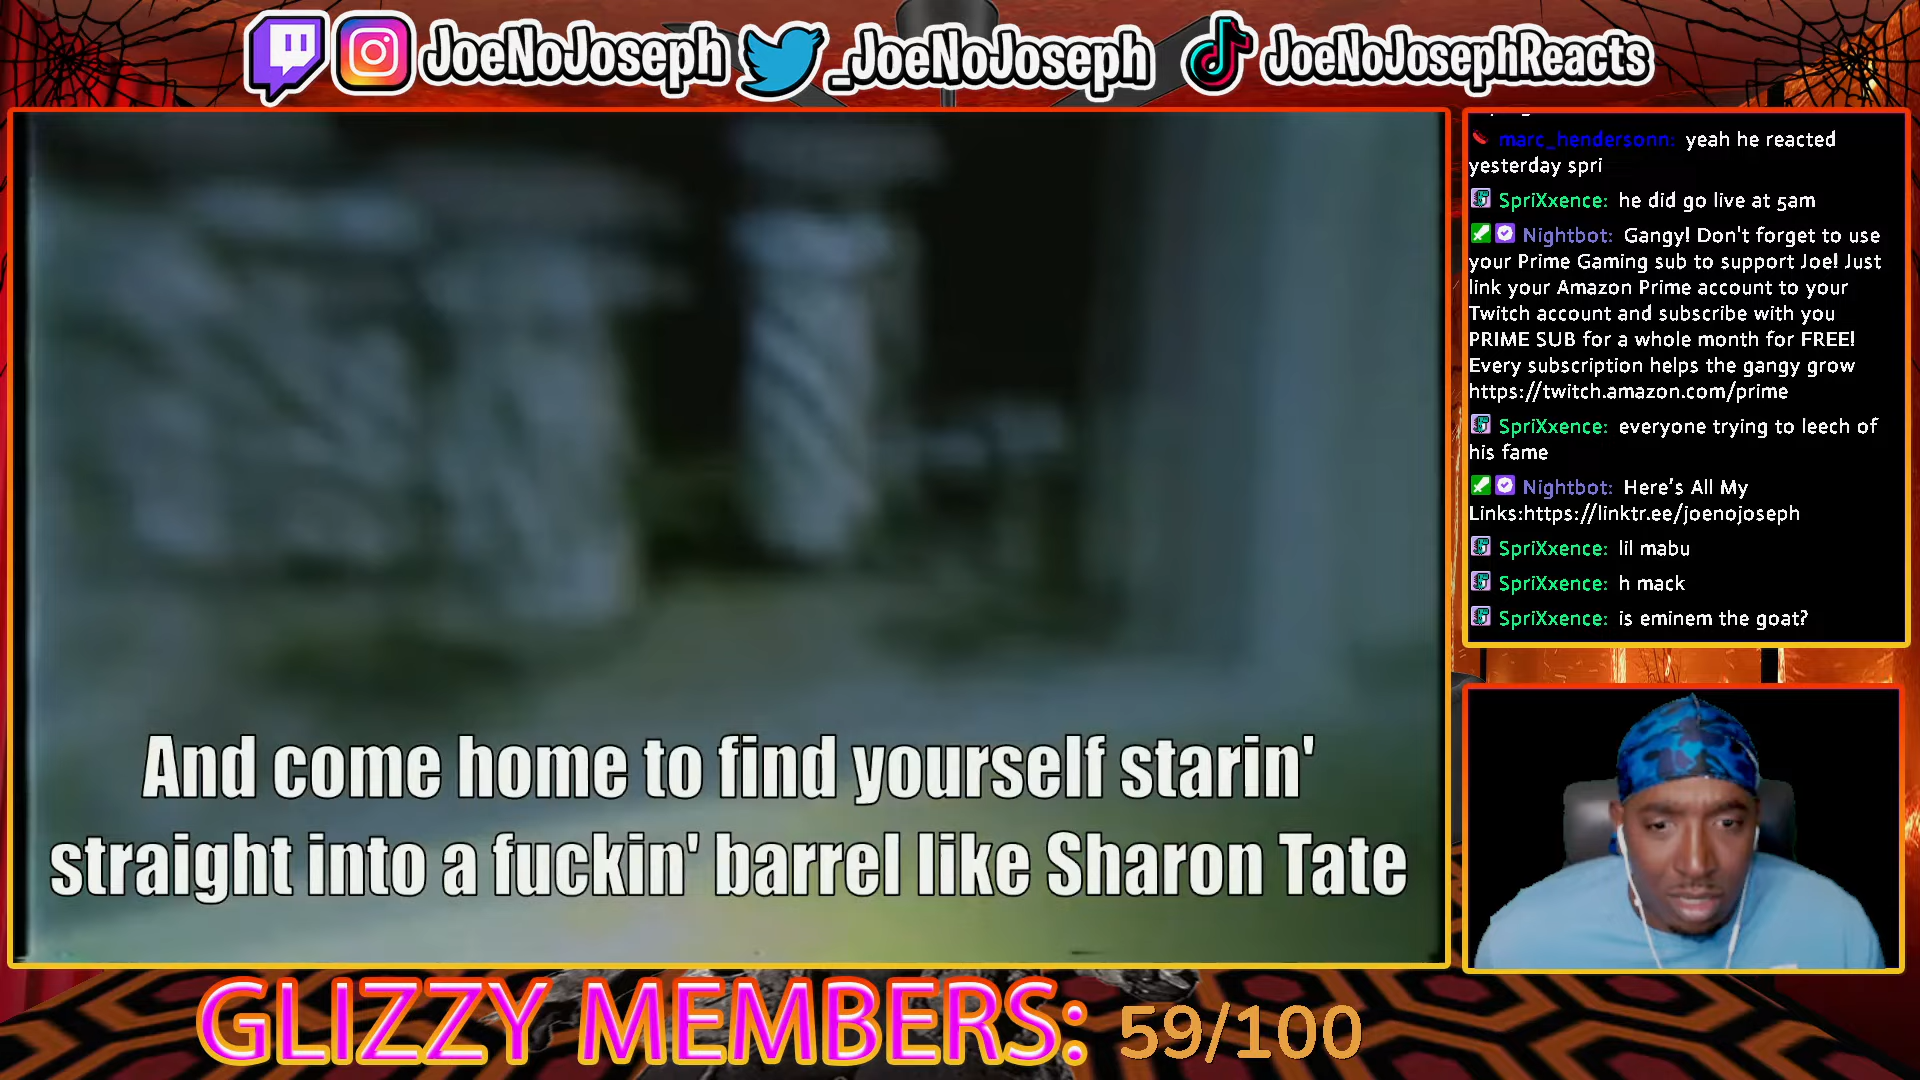 JoeNoJoseph _JoeNoJoseph JoeNoJosephReacts
marc_hendersonn: yeah he reacted
yesterday spri
SpriXxence: he did go live at 5am
Nightbot: Gangy! Don't forget to use
your Prime Gaming sub to support Joe! Just
link your Amazon Prime account to your
Twitch account and subscribe with you
PRIME SUB for a whole month for FREE!
Every subscription helps the gangy grow
https://twitch.amazon.com/prime
SpriXxence: everyone trying to leech of
his fame
Nightbot: Here's All My
Links:https://linktr.ee/joenojoseph
SpriXxence: lil mabu
SpriXxence: h mack
SpriXxence: is eminem the goat?
And come home to find yourself starin'
straight into a fuckin' barrel like Sharon Tate
GLIZZY MEMBERS: 59/100